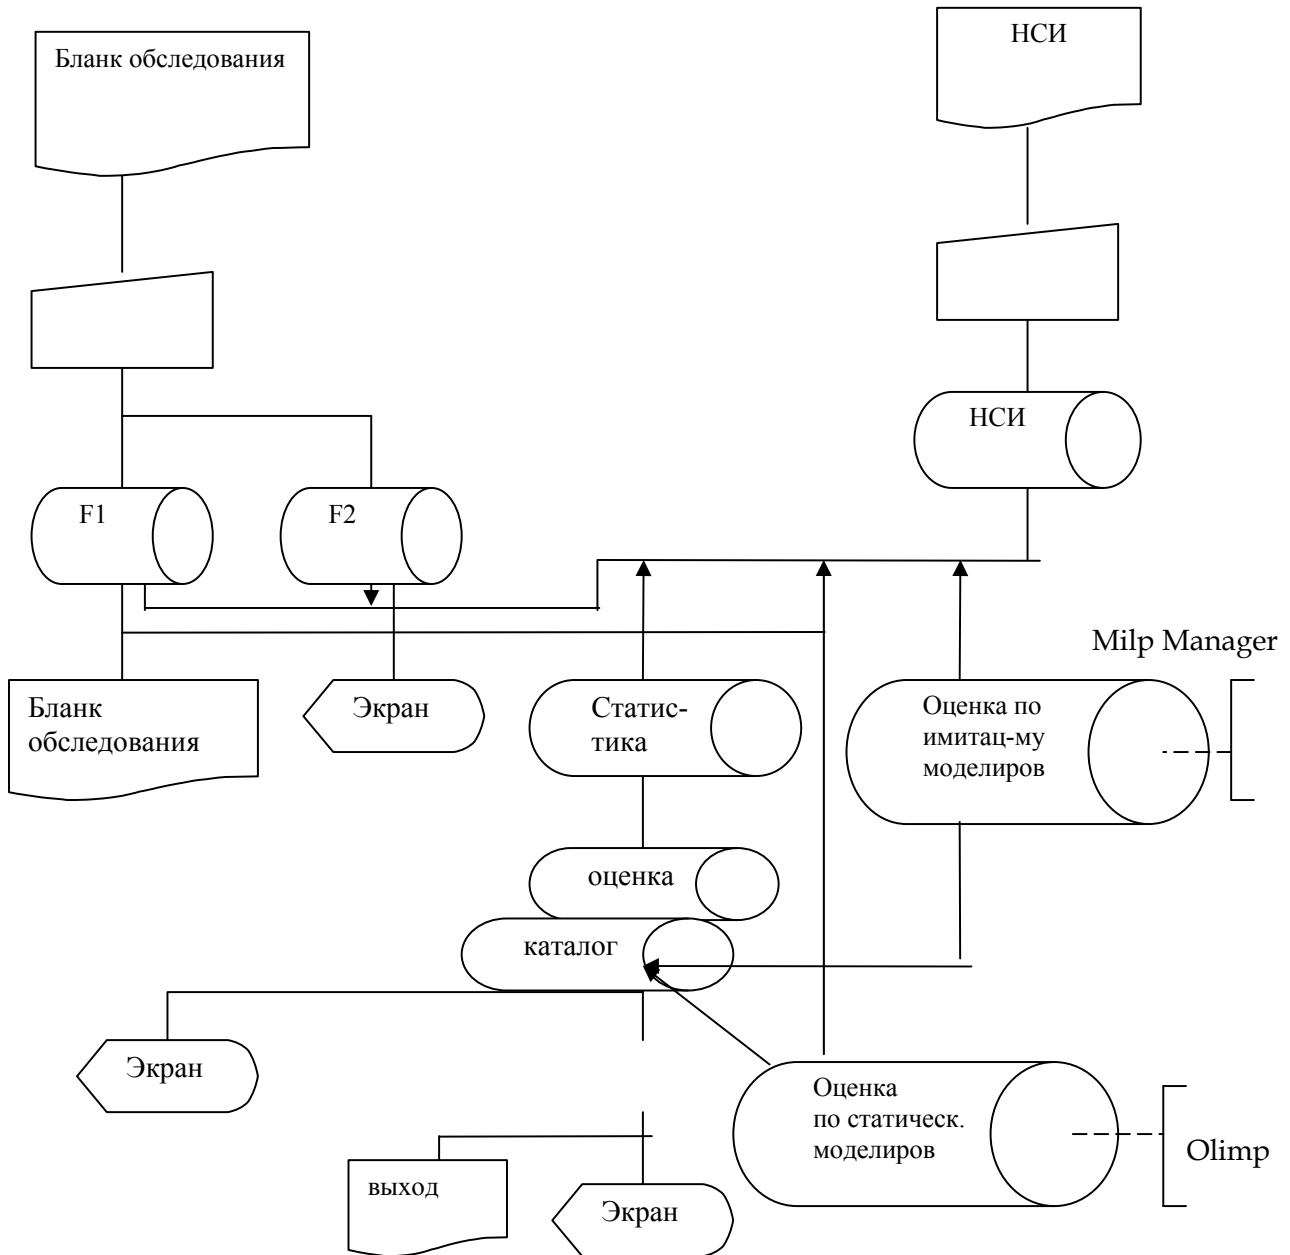 Бланк обследования
НСИ
НСИ
F1
F2
Milp Manager
Бланк
обследования
Экран
Статис-
тика
Оценка по
имитац-му
моделиров
оценка
каталог
Экран
Оценка
по статическ.
моделиров
Olimp
выход
Экран